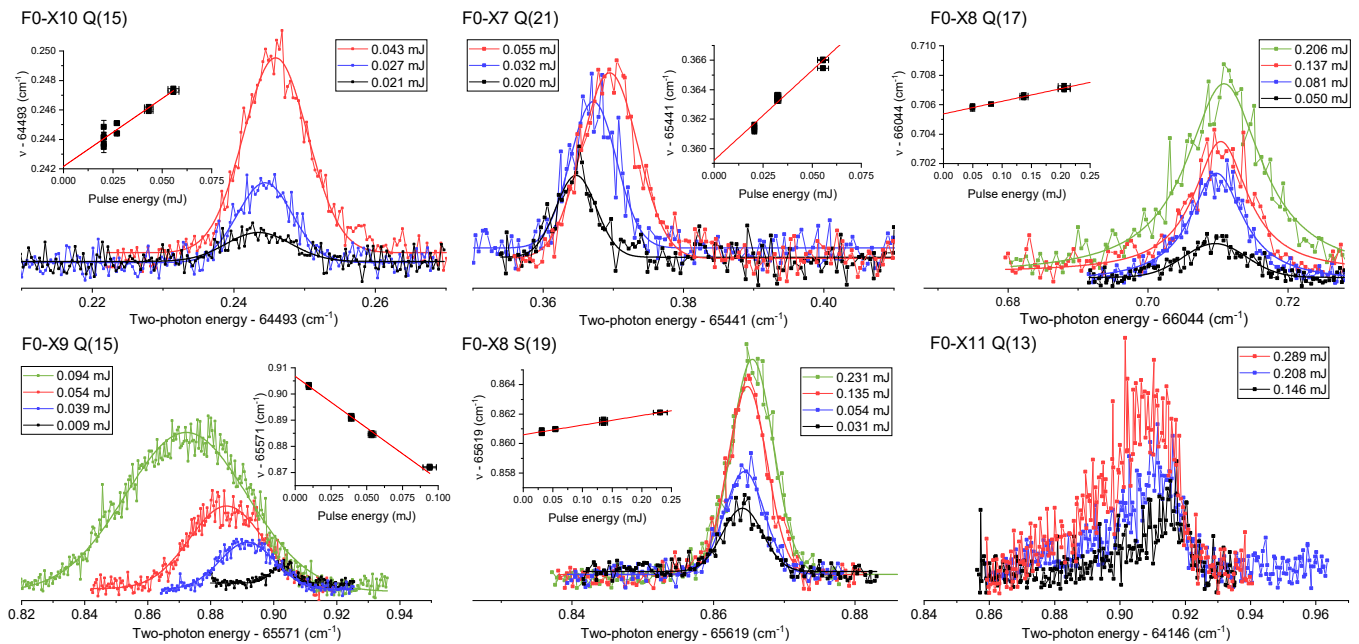 F0-X10 Q(15)
0.043 mJ
0.027 mJ
0.021 mJ
0.250
0.248
0.246
0.244
0.242
ν - 64493 (cm⁻¹)
0.000 0.025 0.050 0.075
Pulse energy (mJ)
0.22 0.24 0.26
Two-photon energy - 64493 (cm⁻¹)
F0-X7 Q(21)
0.055 mJ
0.032 mJ
0.020 mJ
0.366
0.364
0.362
0.360
ν - 65441 (cm⁻¹)
0.000 0.025 0.050 0.075
Pulse energy (mJ)
0.36 0.38 0.40
Two-photon energy - 65441 (cm⁻¹)
F0-X8 Q(17)
0.206 mJ
0.137 mJ
0.081 mJ
0.050 mJ
0.710
0.706
0.702
ν - 66044 (cm⁻¹)
0.00 0.05 0.10 0.15 0.20 0.25
Pulse energy (mJ)
0.68 0.70 0.72
Two-photon energy - 66044 (cm⁻¹)
F0-X9 Q(15)
0.094 mJ
0.054 mJ
0.039 mJ
0.009 mJ
0.91
0.90
0.89
0.88
0.87
ν - 65571 (cm⁻¹)
0.000 0.025 0.050 0.075 0.100
Pulse energy (mJ)
0.82 0.84 0.86 0.88 0.90 0.92 0.94
Two-photon energy - 65571 (cm⁻¹)
F0-X8 S(19)
0.231 mJ
0.135 mJ
0.054 mJ
0.031 mJ
0.864
0.862
0.860
0.858
ν - 65619 (cm⁻¹)
0.00 0.05 0.10 0.15 0.20 0.25
Pulse energy (mJ)
0.84 0.86 0.88
Two-photon energy - 65619 (cm⁻¹)
F0-X11 Q(13)
0.289 mJ
0.208 mJ
0.146 mJ
0.84 0.86 0.88 0.90 0.92 0.94 0.96
Two-photon energy - 64146 (cm⁻¹)